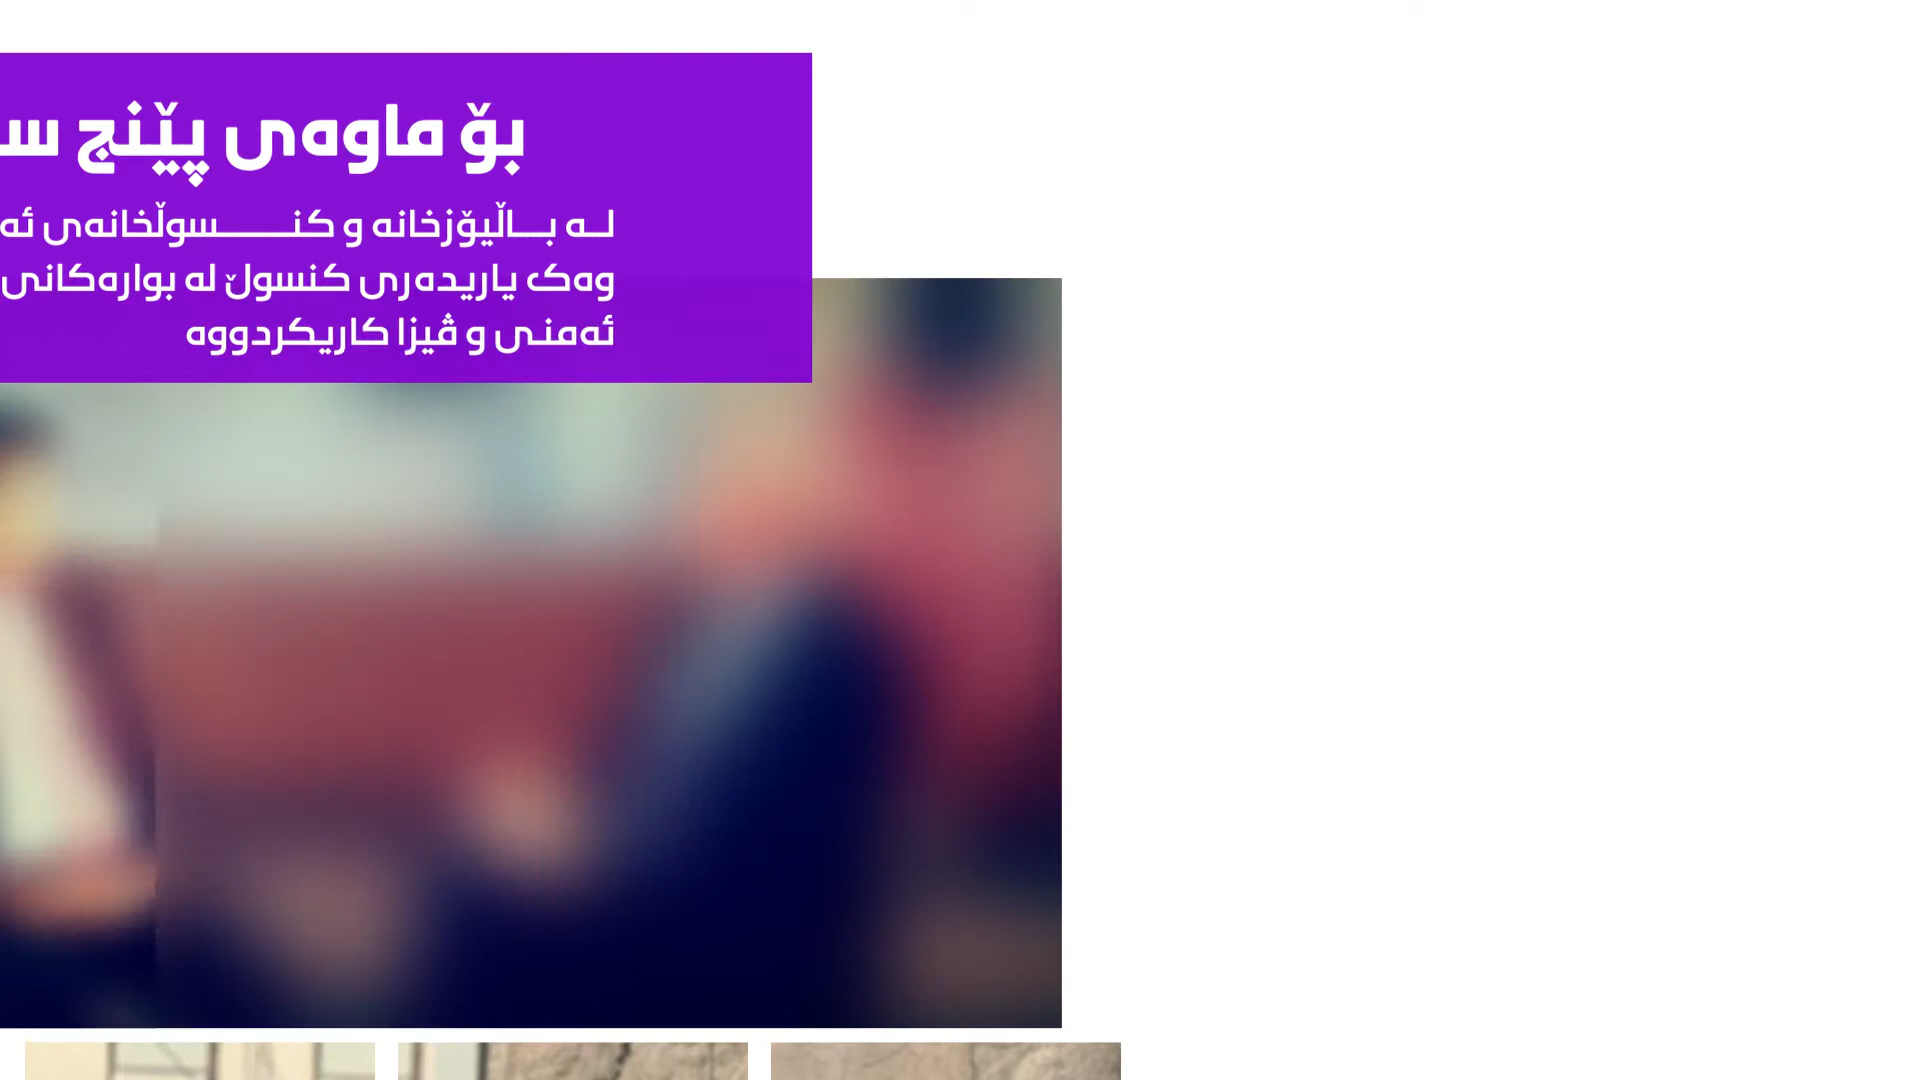 بۆ ماوەی پێنج
لە باڵیۆزخانە و کنسوڵخانەی
وەک یاریدەری کنسوڵ لە بوارەکانی
ئەمنی و ڤیزا کاریکردووە